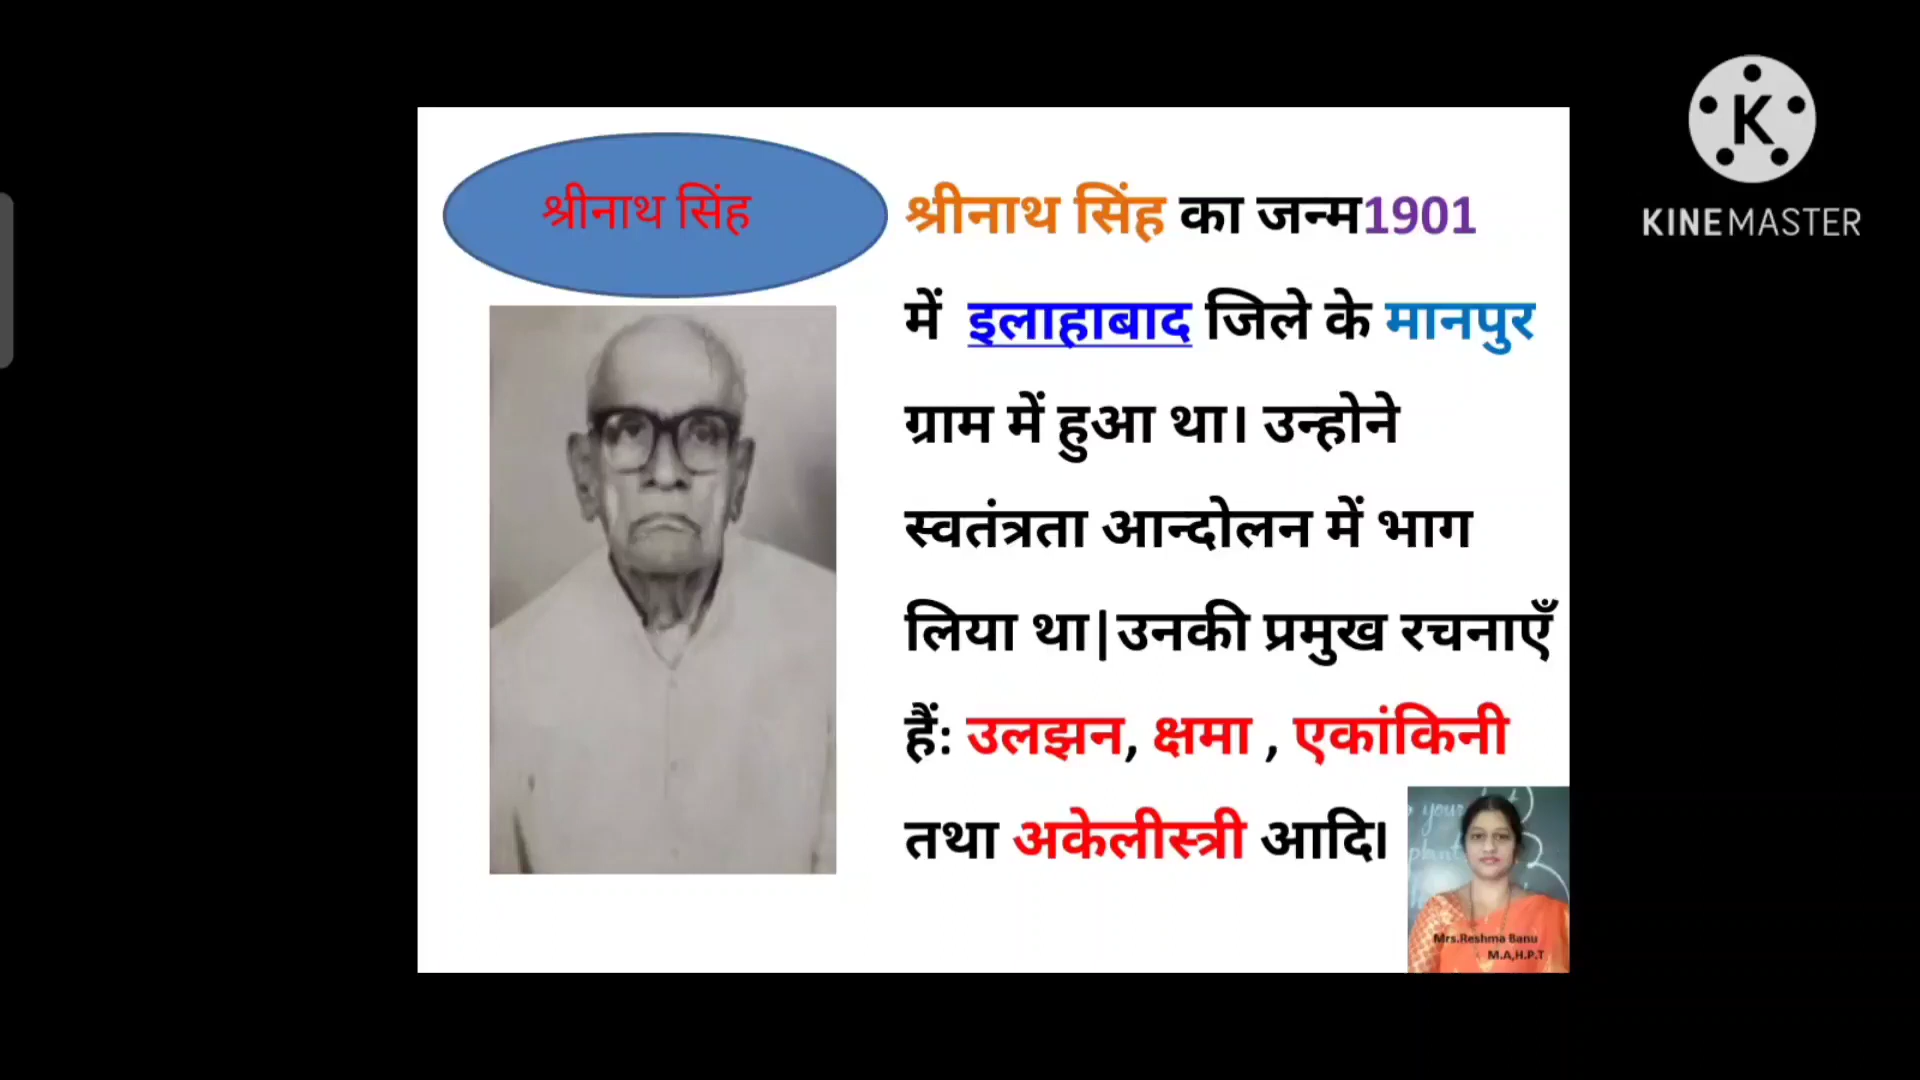 श्रीनाथ सिंह
श्रीनाथ सिंह का जन्म1901
में इलाहाबाद जिले के मानपुर
ग्राम में हुआ था। उन्होने
स्वतंत्रता आन्दोलन में भाग
लिया था|उनकी प्रमुख रचनाएँ
हैं: उलझन, क्षमा , एकांकिनी
तथा अकेलीस्त्री आदि।
Mrs.Reshma Banu
M.A,H.P.T
K
KINEMASTER